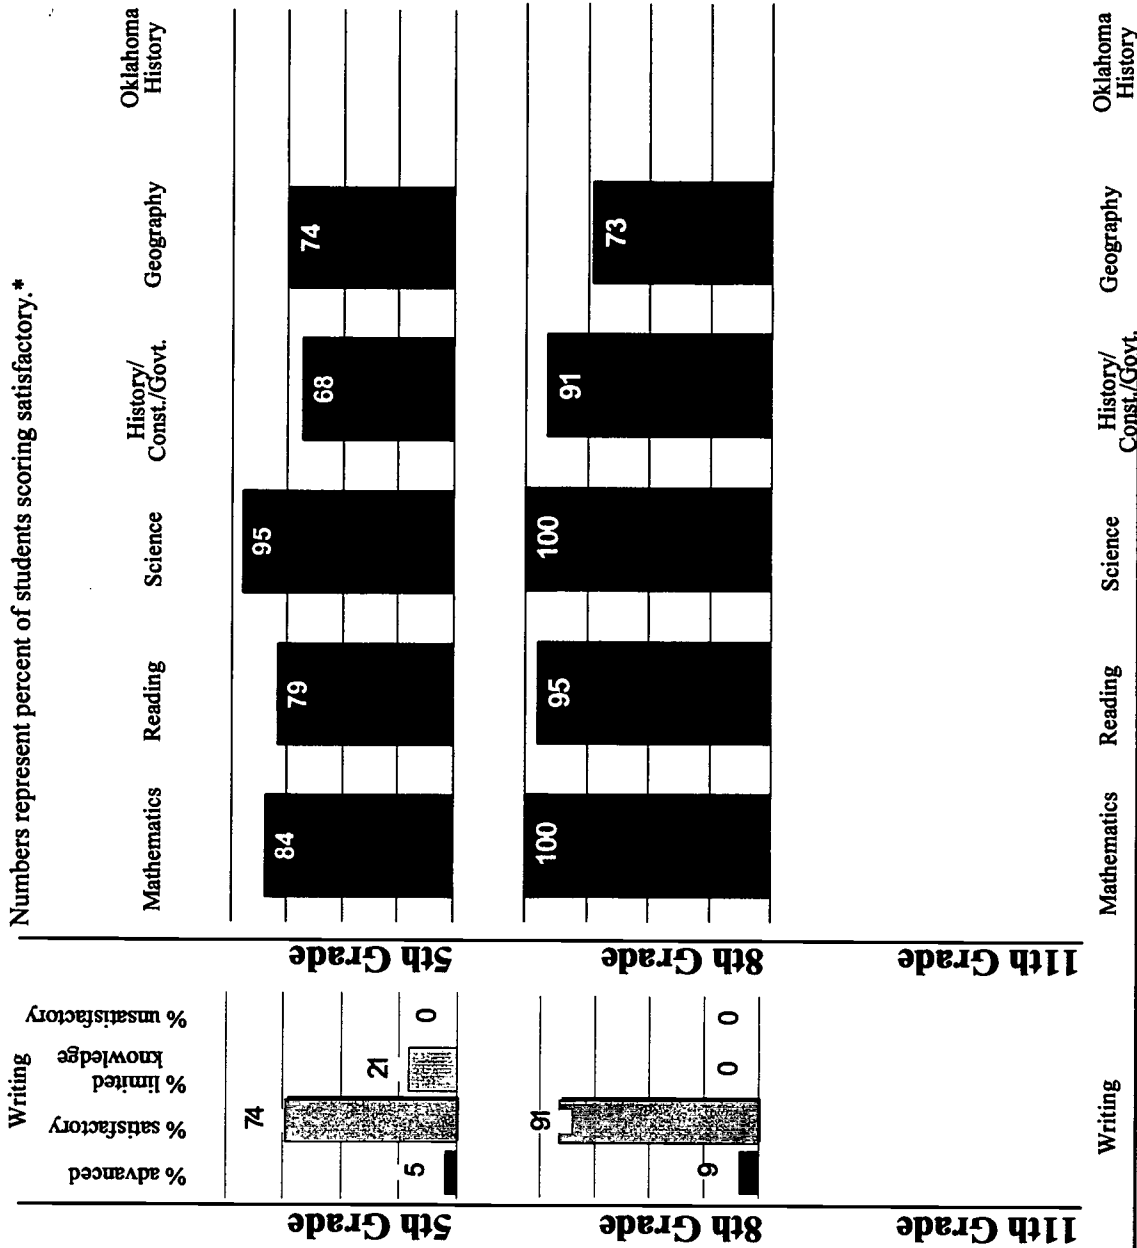 Numbers represent percent of students scoring satisfactory.*
Writing
% advanced
% satisfactory
% limited
knowledge
% unsatisfactory
Mathematics
Reading
Science
History/
Const./Govt.
Geography
Oklahoma
History
5th Grade
5
74
21
0
5th Grade
84
79
95
68
74
8th Grade
9
91
0
0
8th Grade
100
95
100
91
73
11th Grade
11th Grade
Writing
Mathematics
Reading
Science
History/
Const./Govt.
Geography
Oklahoma
History